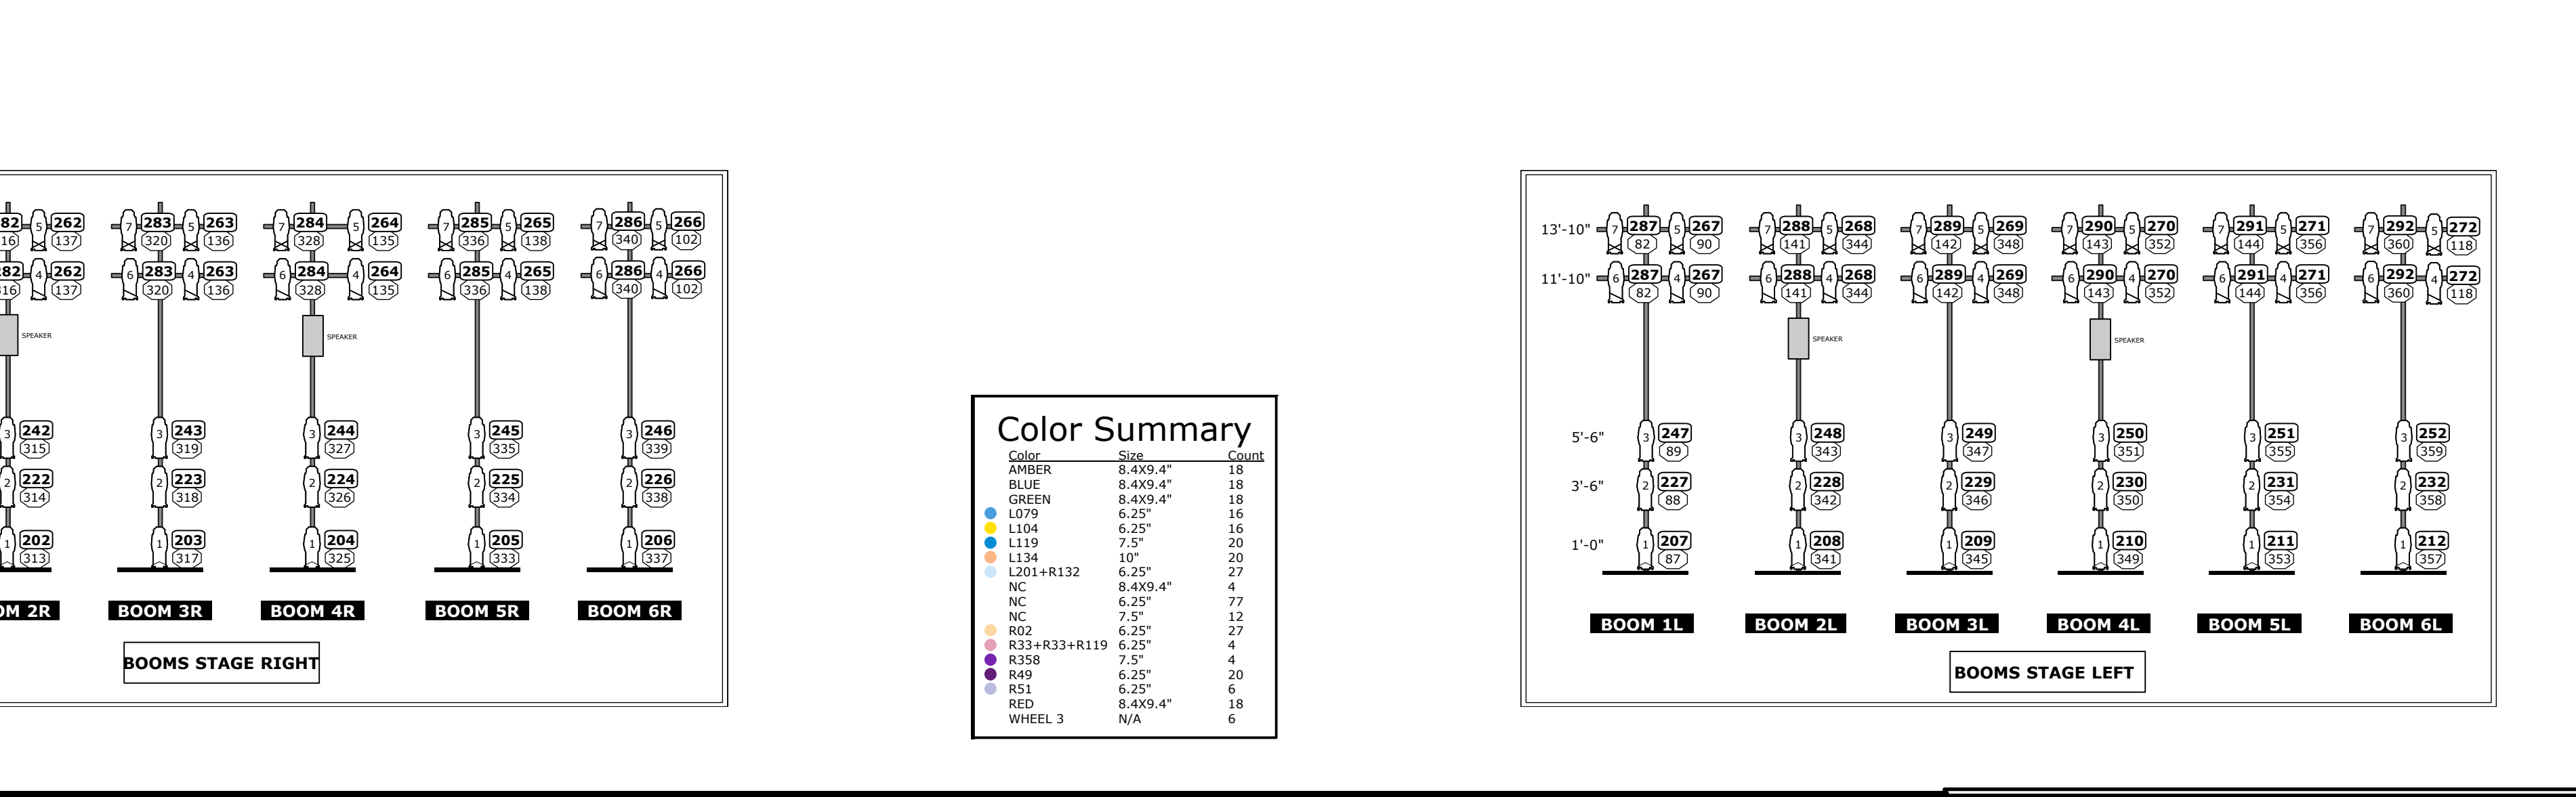 262 283 263 284 264 285 265 286 266
7 5 7 5 7 5 7 5 5
137 320 136 328 135 336 138 340 102
262 283 263 284 264 285 265 286 266
6 4 6 4 6 4 6 4 4
137 320 136 328 135 336 138 340 102
SPEAKER SPEAKER
3 242 3 243 3 244 3 245 3 246
315 319 327 335 339
2 222 2 223 2 224 2 225 2 226
314 318 326 334 338
1 202 1 203 1 204 1 205 1 206
313 317 325 333 337
2R BOOM 3R BOOM 4R BOOM 5R BOOM 6R
BOOMS STAGE RIGHT
Color Summary
Color Size Count
AMBER 8.4X9.4" 18
BLUE 8.4X9.4" 18
GREEN 8.4X9.4" 18
L079 6.25" 16
L104 6.25" 16
L119 7.5" 20
L134 10" 20
L201+R132 6.25" 27
NC 8.4X9.4" 4
NC 6.25" 77
NC 7.5" 12
R02 6.25" 27
R33+R33+R119 6.25" 4
R358 7.5" 4
R49 6.25" 20
R51 6.25" 6
RED 8.4X9.4" 18
WHEEL 3 N/A 6
13'-10" 7 287 5 267 7 288 5 268 7 289 5 269 7 290 5 270 7 291 5 271 7 292 5 272
82 90 141 344 142 348 143 352 144 356 360 118
11'-10" 6 287 4 267 6 288 4 268 6 289 4 269 6 290 4 270 6 291 4 271 6 292 4 272
82 90 141 344 142 348 143 352 144 356 360 118
SPEAKER SPEAKER
5'-6" 3 247 3 248 3 249 3 250 3 251 3 252
89 343 347 351 355 359
3'-6" 2 227 2 228 2 229 2 230 2 231 2 232
88 342 346 350 354 358
1'-0" 1 207 1 208 1 209 1 210 1 211 1 212
87 341 345 349 353 357
BOOM 1L BOOM 2L BOOM 3L BOOM 4L BOOM 5L BOOM 6L
BOOMS STAGE LEFT